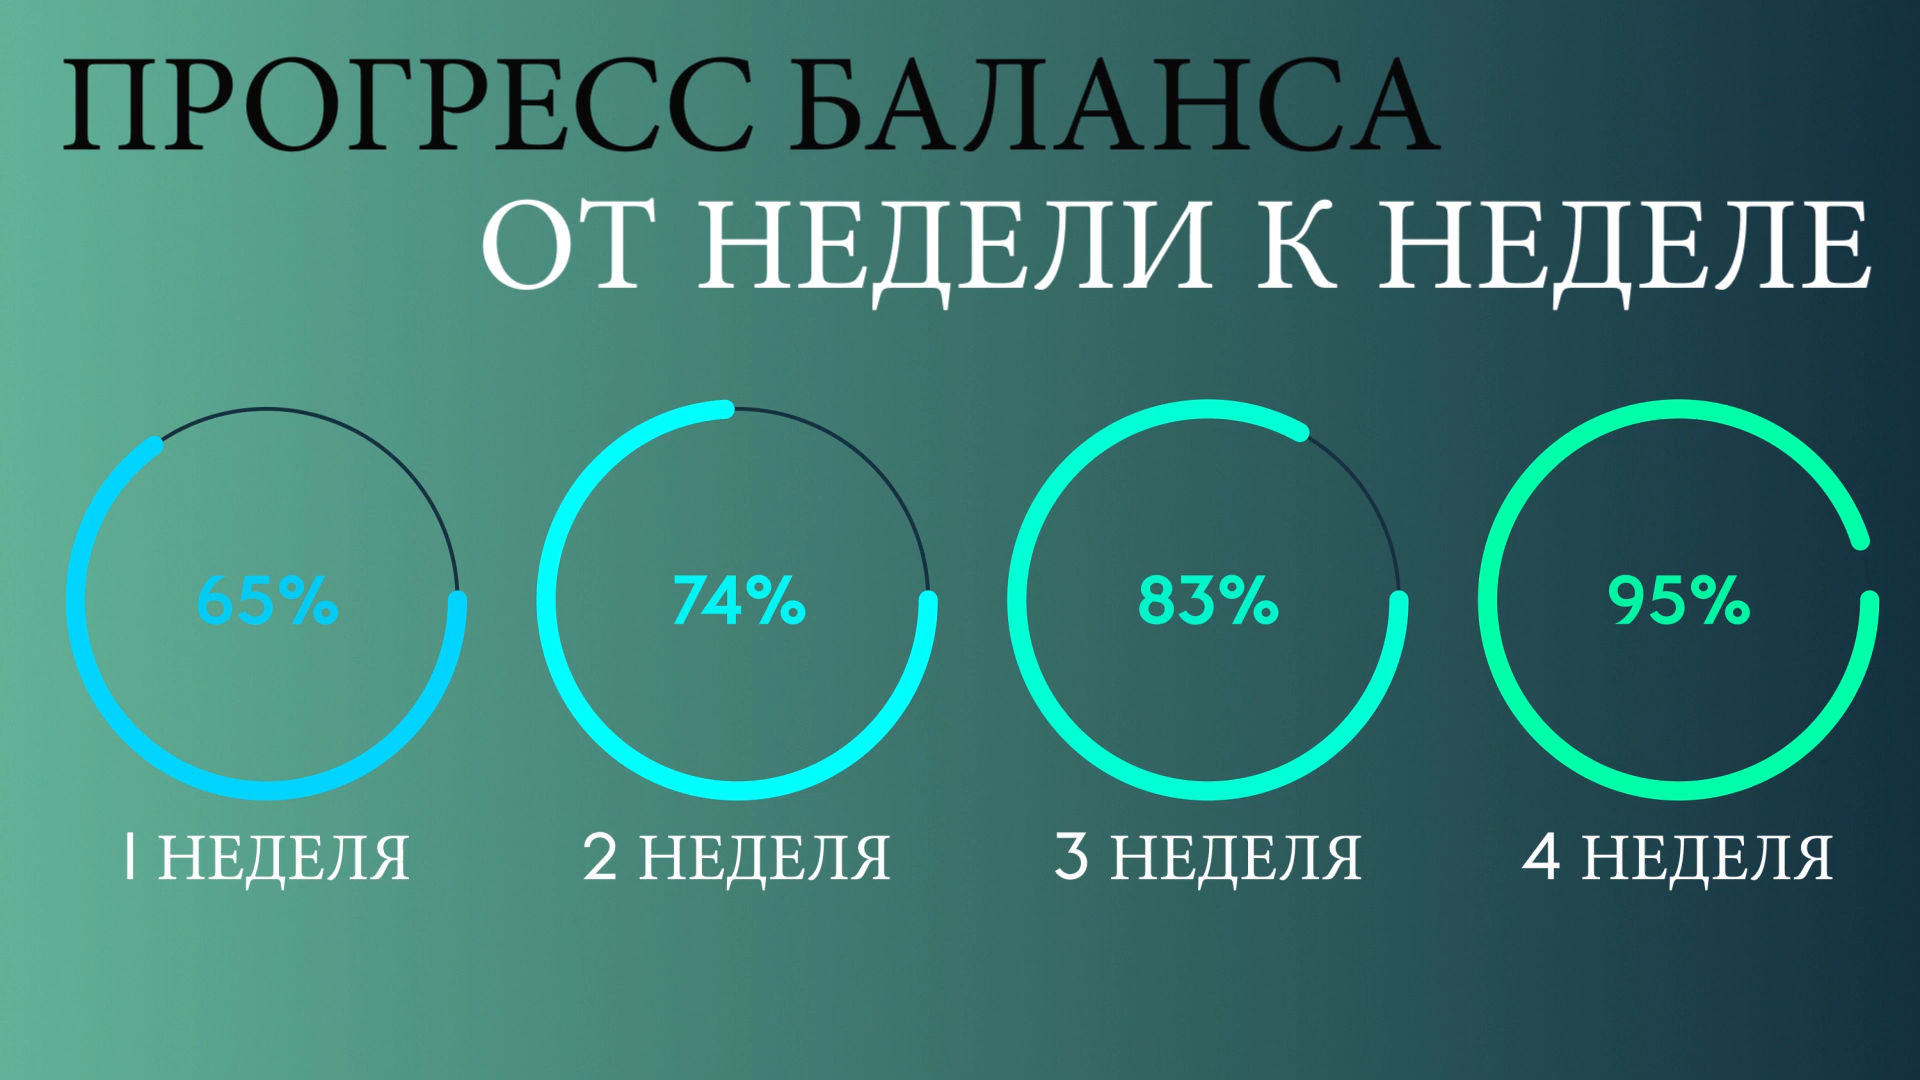 ПРОГРЕСС БАЛАНСА
ОТ НЕДЕЛИ К НЕДЕЛЕ
65%
74%
83%
95%
1 НЕДЕЛЯ
2 НЕДЕЛЯ
3 НЕДЕЛЯ
4 НЕДЕЛЯ